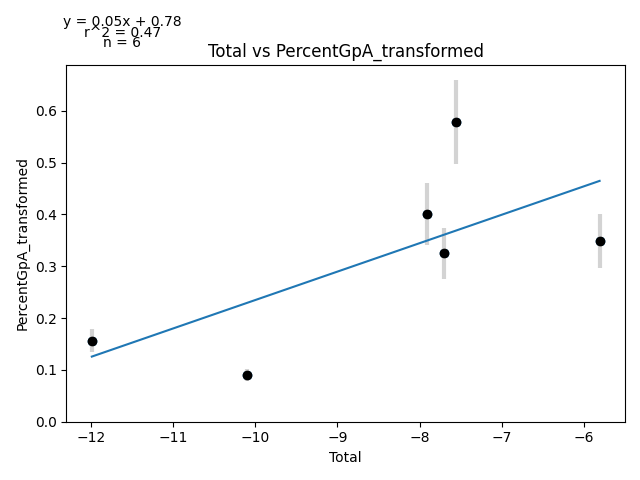 y = 0.05x + 0.78
r^2 = 0.47
n = 6
Total vs PercentGpA_transformed
PercentGpA_transformed
0.6
0.5
0.4
0.3
0.2
0.1
0.0
−12 −11 −10 −9 −8 −7 −6
Total